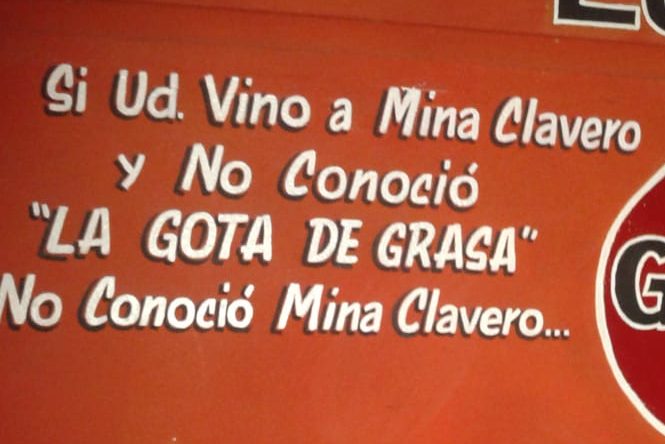 Si Ud. Vino a Mina Clavero
y No Conoció
"LA GOTA DE GRASA"
No Conoció Mina Clavero...
G